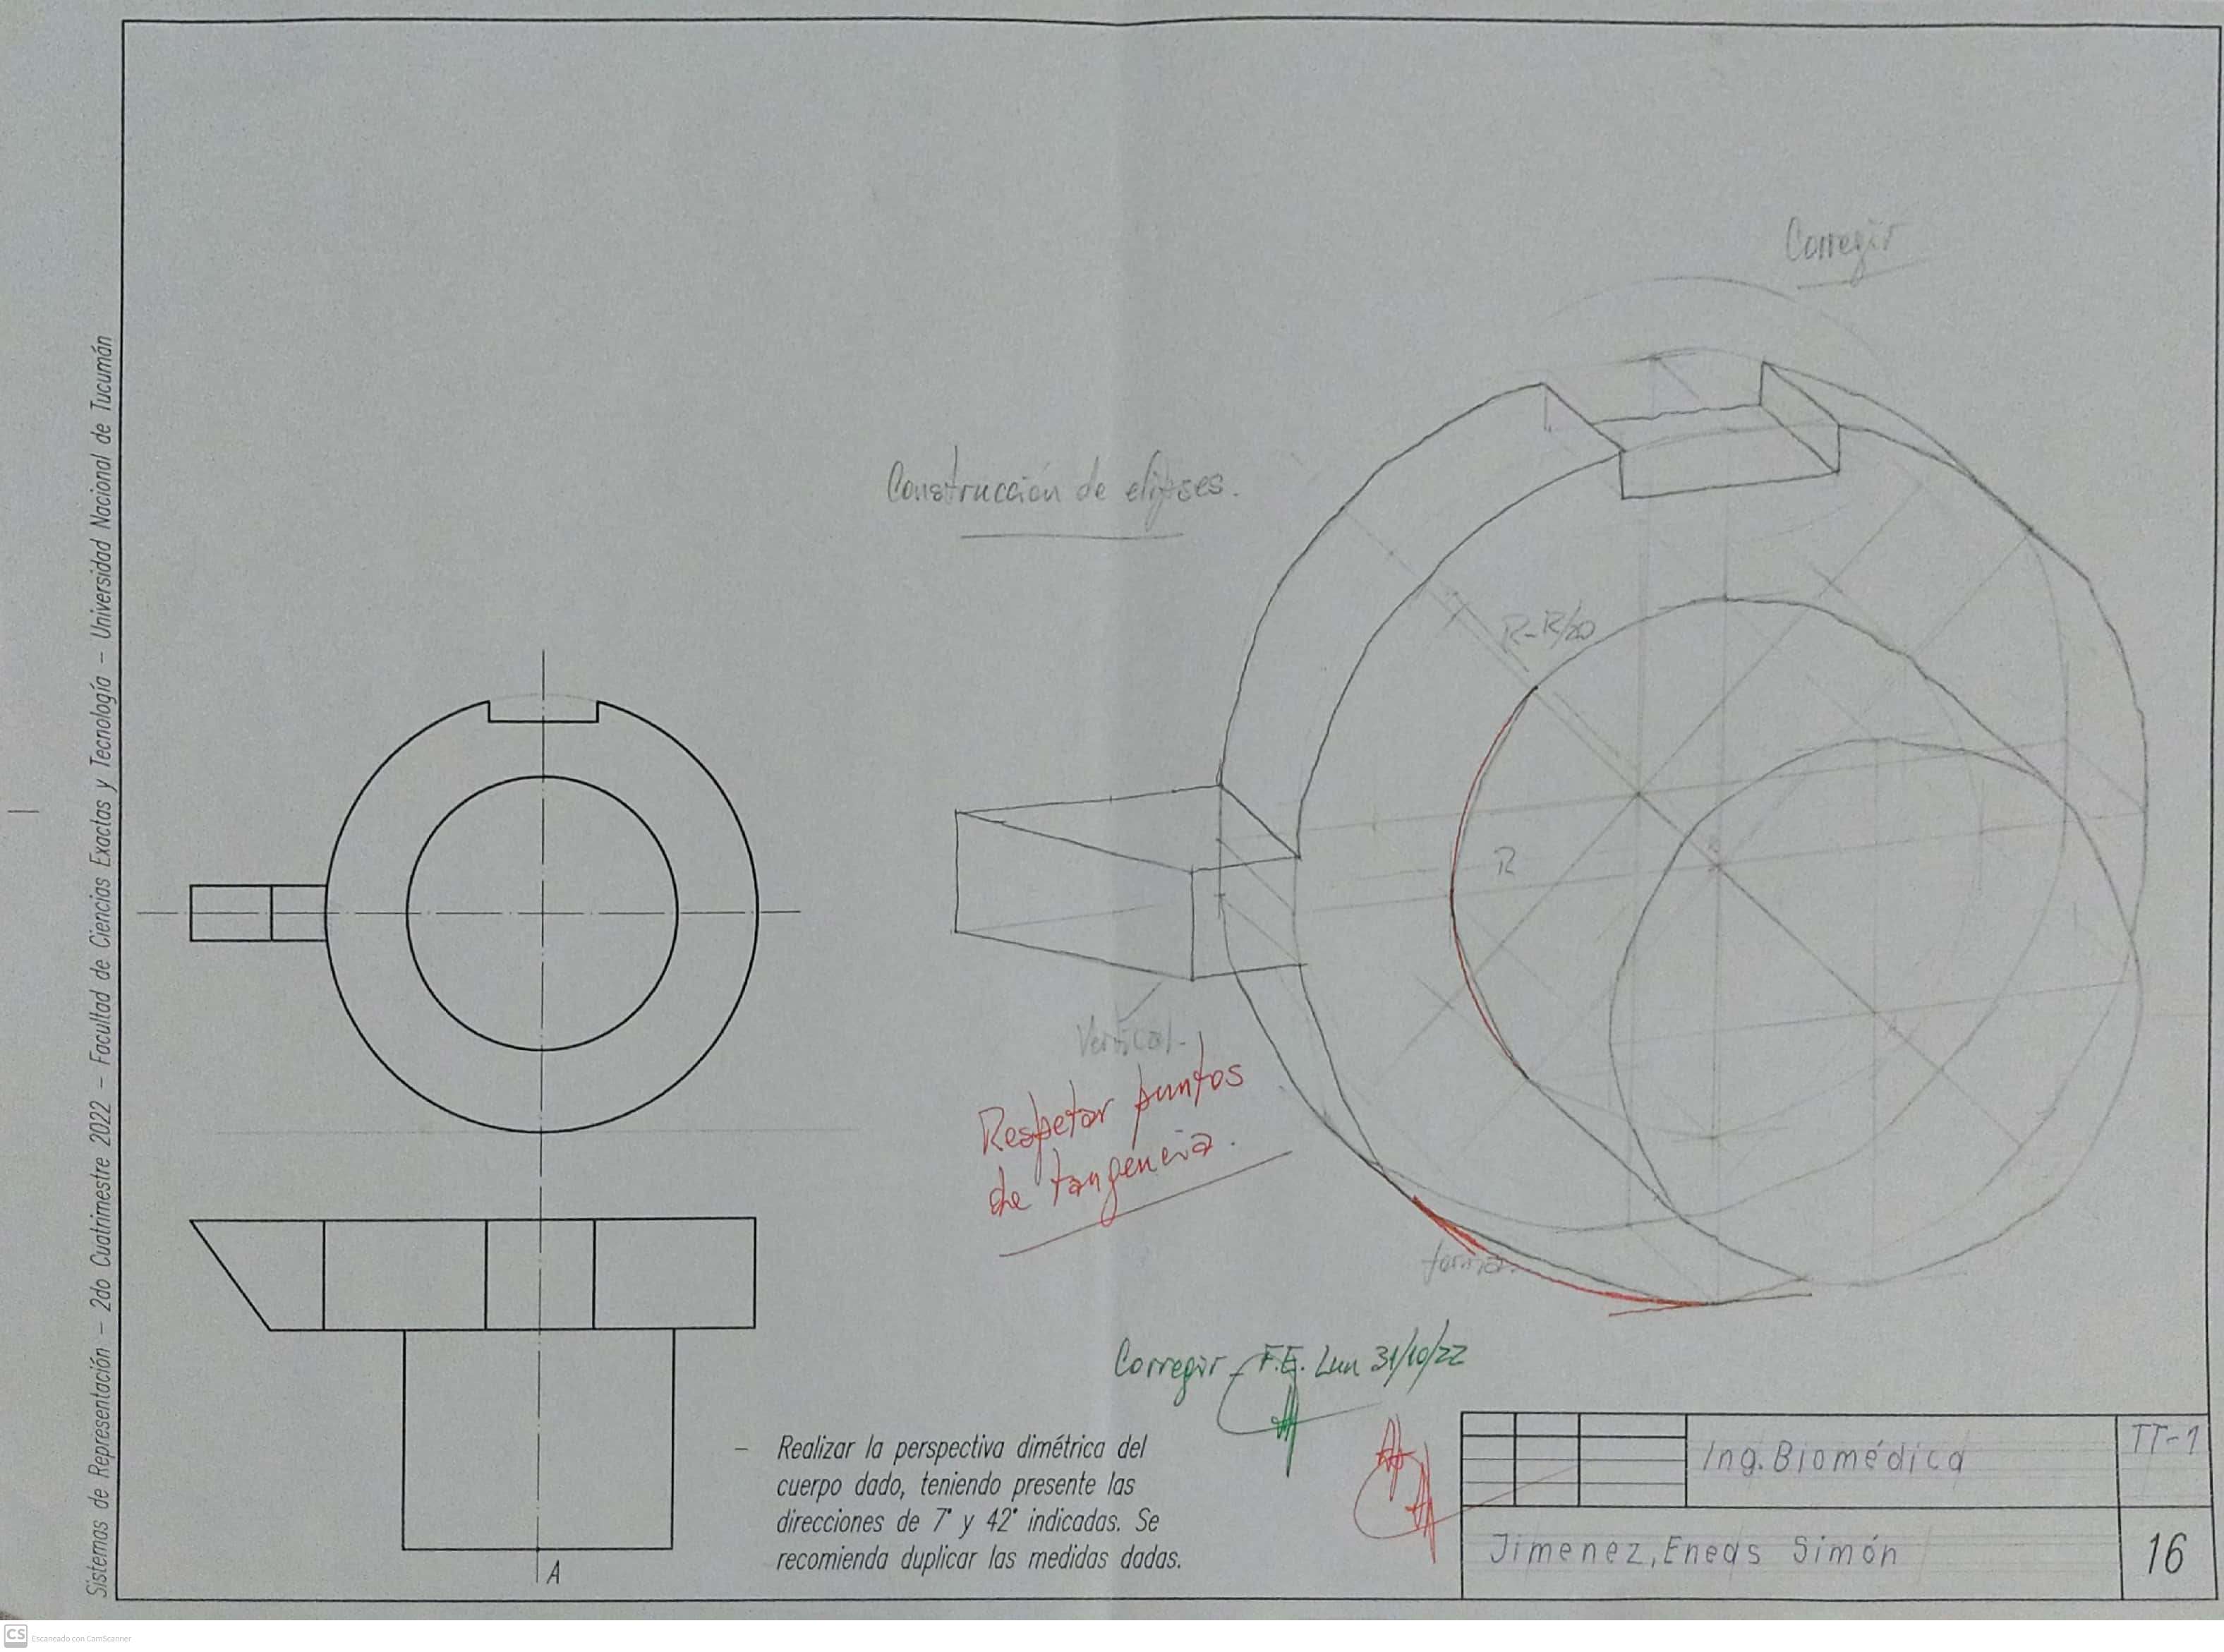 Corregir
Construcción de elipses.
R-R/20
R
Vertical-
Respetar puntos
de tangencia.
forma.
Corregir - F.E. Lun 31/10/22
Sistemas de Representación - 2do Cuatrimestre 2022 - Facultad de Ciencias Exactas y Tecnología - Universidad Nacional de Tucumán
A
- Realizar la perspectiva dimétrica del
cuerpo dado, teniendo presente las
direcciones de 7° y 42° indicadas. Se
recomienda duplicar las medidas dadas.
Ing. Biomédica
TT-1
Jimenez, Eneas Simón
16
CS Escaneado con CamScanner